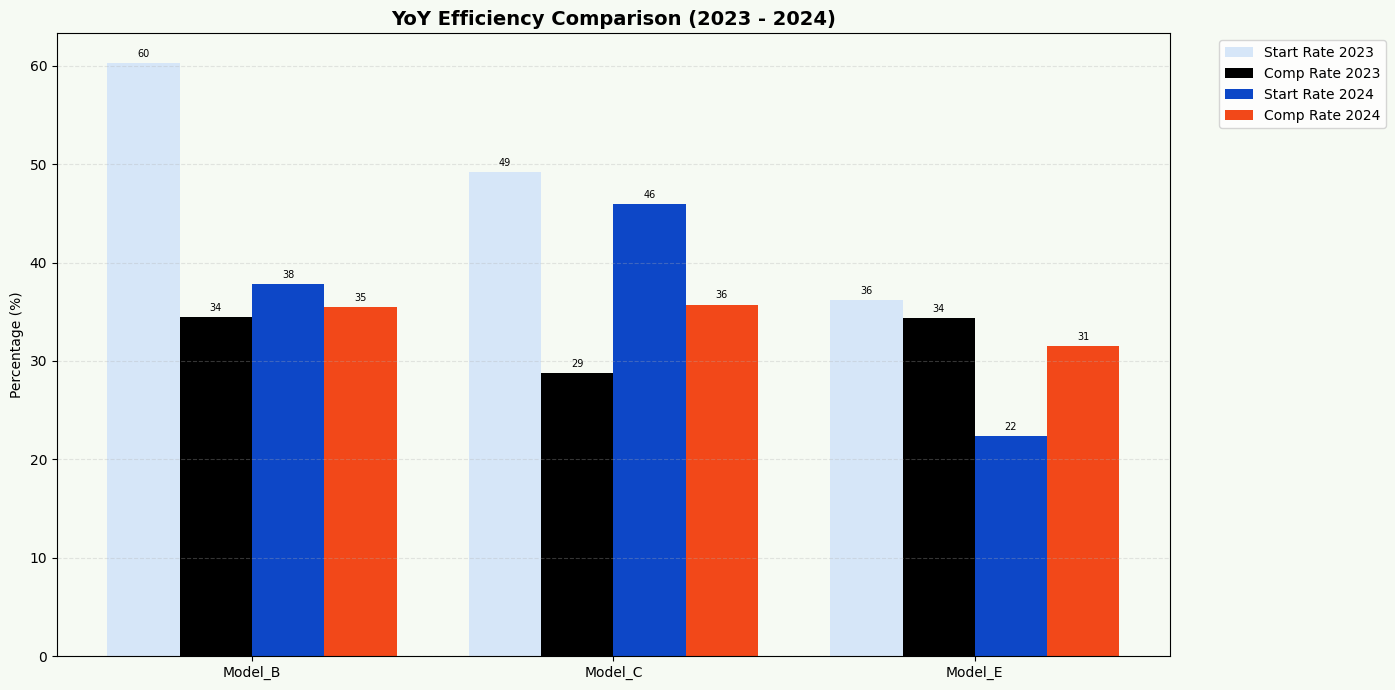 YoY Efficiency Comparison (2023 - 2024)
Start Rate 2023
Comp Rate 2023
Start Rate 2024
Comp Rate 2024
Percentage (%)
60
50
40
30
20
10
0
60
34
38
35
49
29
46
36
36
34
22
31
Model_B
Model_C
Model_E